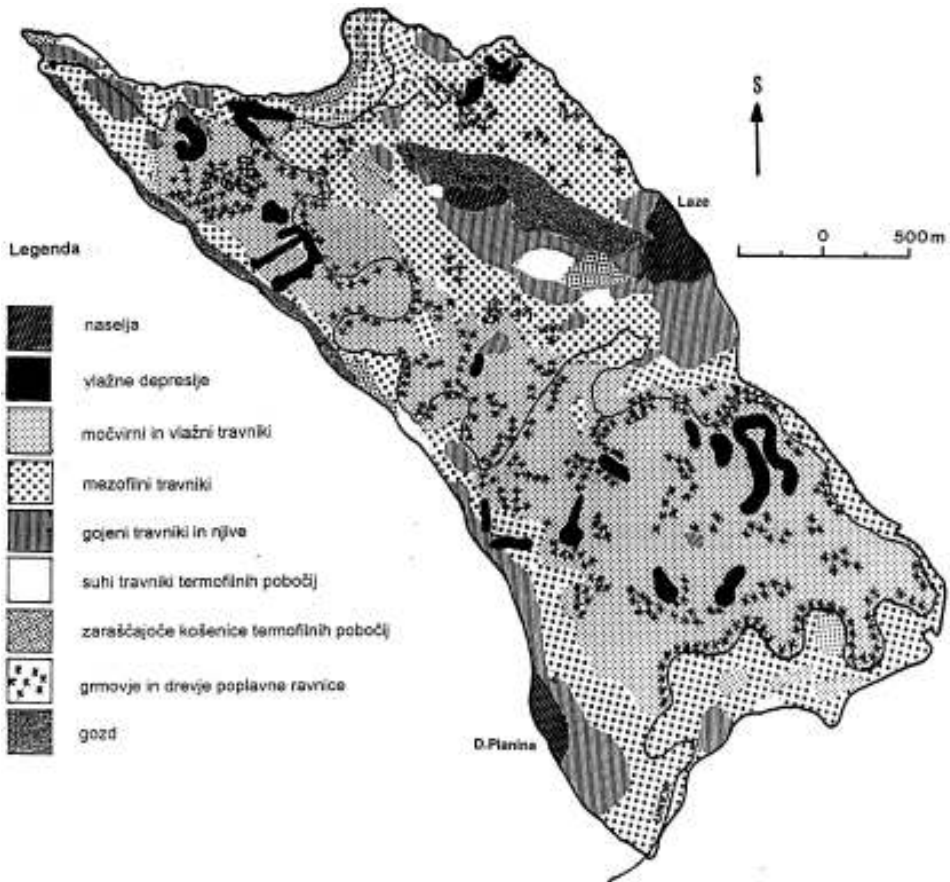 S
Laze
0 500 m
Legenda
naselja
vlažne depresije
močvirni in vlažni travniki
mezofilni travniki
gojeni travniki in njive
suhi travniki termofilnih pobočij
zaraščajoče košenice termofilnih pobočij
grmovje in drevje poplavne ravnice
gozd
D.Planina